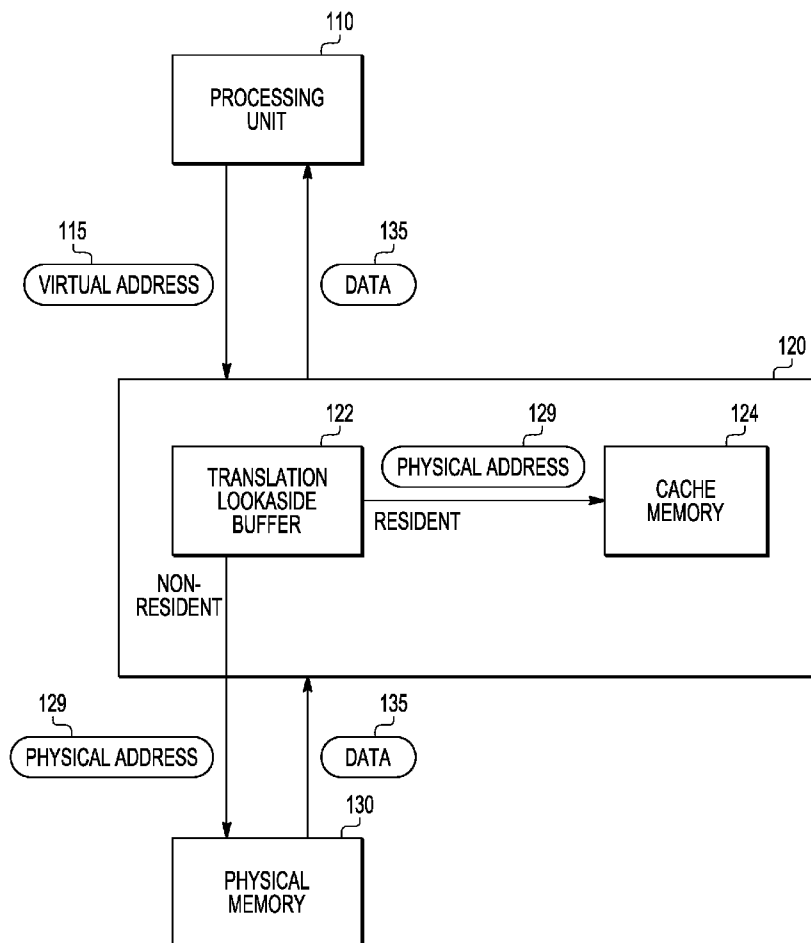 110
PROCESSING
UNIT
115
VIRTUAL ADDRESS
135
DATA
120
122
TRANSLATION
LOOKASIDE
BUFFER
129
PHYSICAL ADDRESS
RESIDENT
124
CACHE
MEMORY
NON-
RESIDENT
129
PHYSICAL ADDRESS
135
DATA
130
PHYSICAL
MEMORY